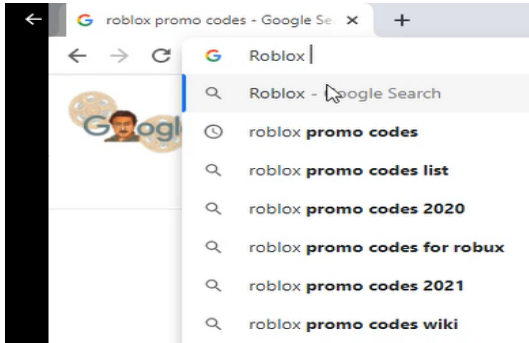 roblox promo codes - Google Se
Roblox
Roblox - Google Search
Googl
roblox promo codes
roblox promo codes list
roblox promo codes 2020
roblox promo codes for robux
roblox promo codes 2021
roblox promo codes wiki